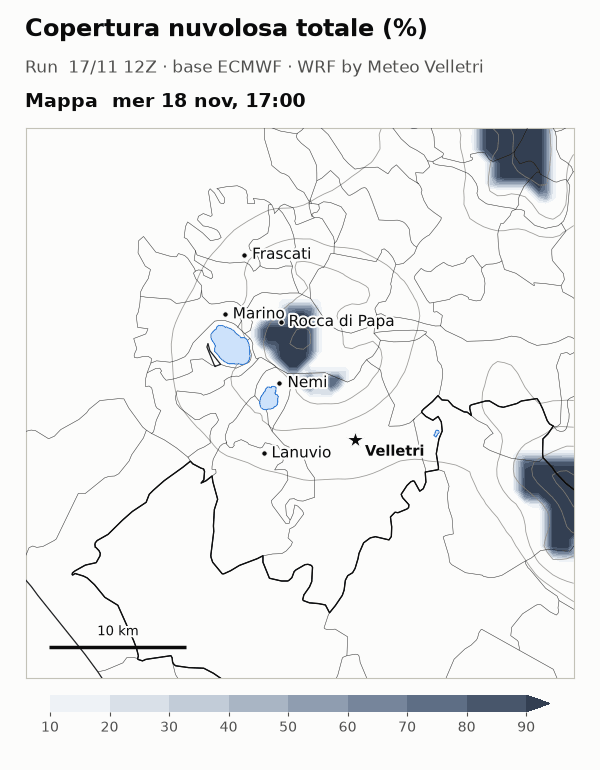 Copertura nuvolosa totale (%)
Run  17/11 12Z · base ECMWF · WRF by Meteo Velletri
Mappa  mer 18 nov, 17:00
Frascati
Marino
Rocca di Papa
Nemi
Velletri
Lanuvio
10 km
10 20 30 40 50 60 70 80 90